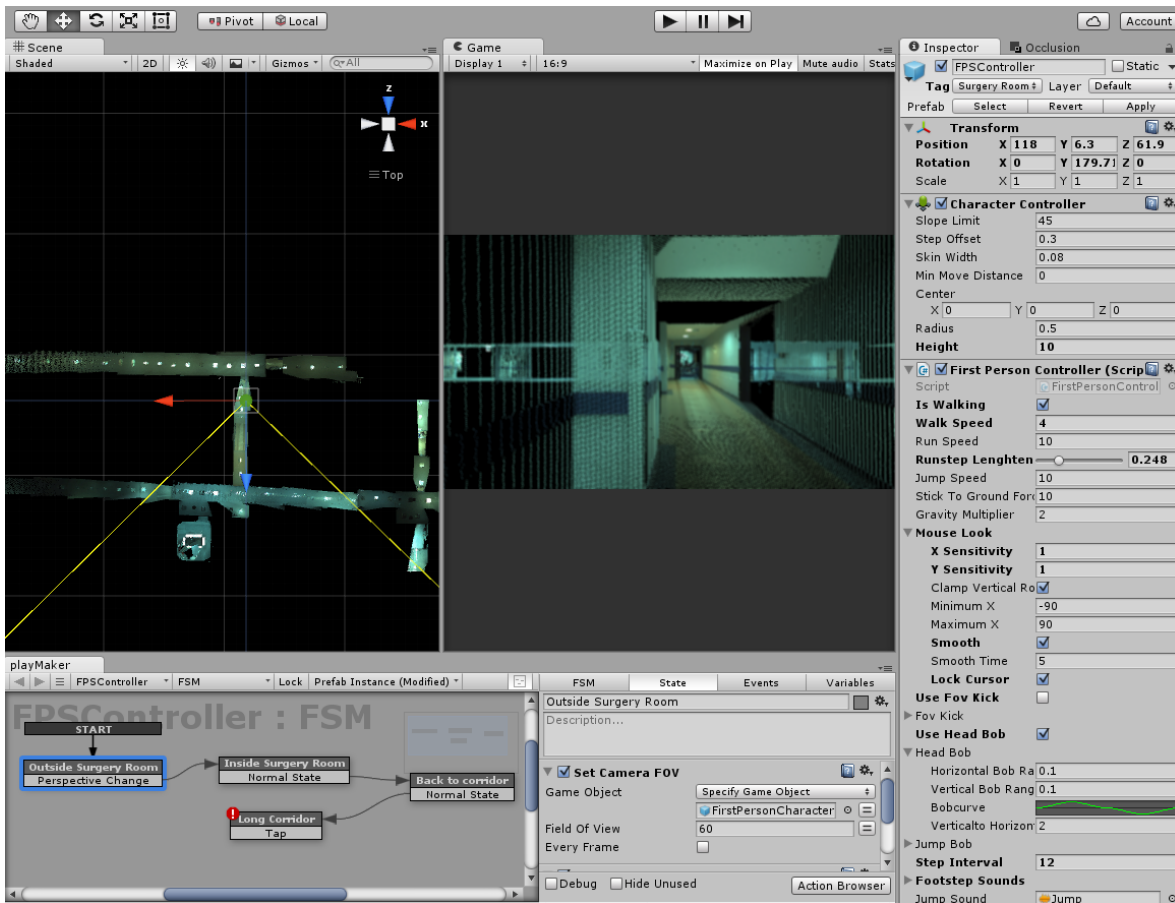 Pivot Local Account
Scene
Shaded 2D Gizmos Q▾All
z
x
Top
Game
Display 1 16:9 Maximize on Play Mute audio Stats
Inspector Occlusion
FPSController Static
Tag Surgery Room Layer Default
Prefab Select Revert Apply
Transform
Position X 118 Y 6.3 Z 61.9
Rotation X 0 Y 179.71 Z 0
Scale X 1 Y 1 Z 1
Character Controller
Slope Limit 45
Step Offset 0.3
Skin Width 0.08
Min Move Distance 0
Center
X 0 Y 0 Z 0
Radius 0.5
Height 10
First Person Controller (Scrip
Script FirstPersonControl
Is Walking
Walk Speed 4
Run Speed 10
Runstep Lenghten 0.248
Jump Speed 10
Stick To Ground Forc 10
Gravity Multiplier 2
Mouse Look
X Sensitivity 1
Y Sensitivity 1
Clamp Vertical Ro
Minimum X -90
Maximum X 90
Smooth
Smooth Time 5
Lock Cursor
Use Fov Kick
Fov Kick
Use Head Bob
Head Bob
Horizontal Bob Ra 0.1
Vertical Bob Rang 0.1
Bobcurve
Verticalto Horizon 2
Jump Bob
Step Interval 12
Footstep Sounds
Jump Sound Jump
playMaker
FPSController FSM Lock Prefab Instance (Modified)
FPSController : FSM
START
Outside Surgery Room
Perspective Change
Inside Surgery Room
Normal State
Back to corridor
Normal State
Long Corridor
Tap
FSM State Events Variables
Outside Surgery Room
Description...
Set Camera FOV
Game Object Specify Game Object
FirstPersonCharacter
Field Of View 60
Every Frame
Debug Hide Unused Action Browser